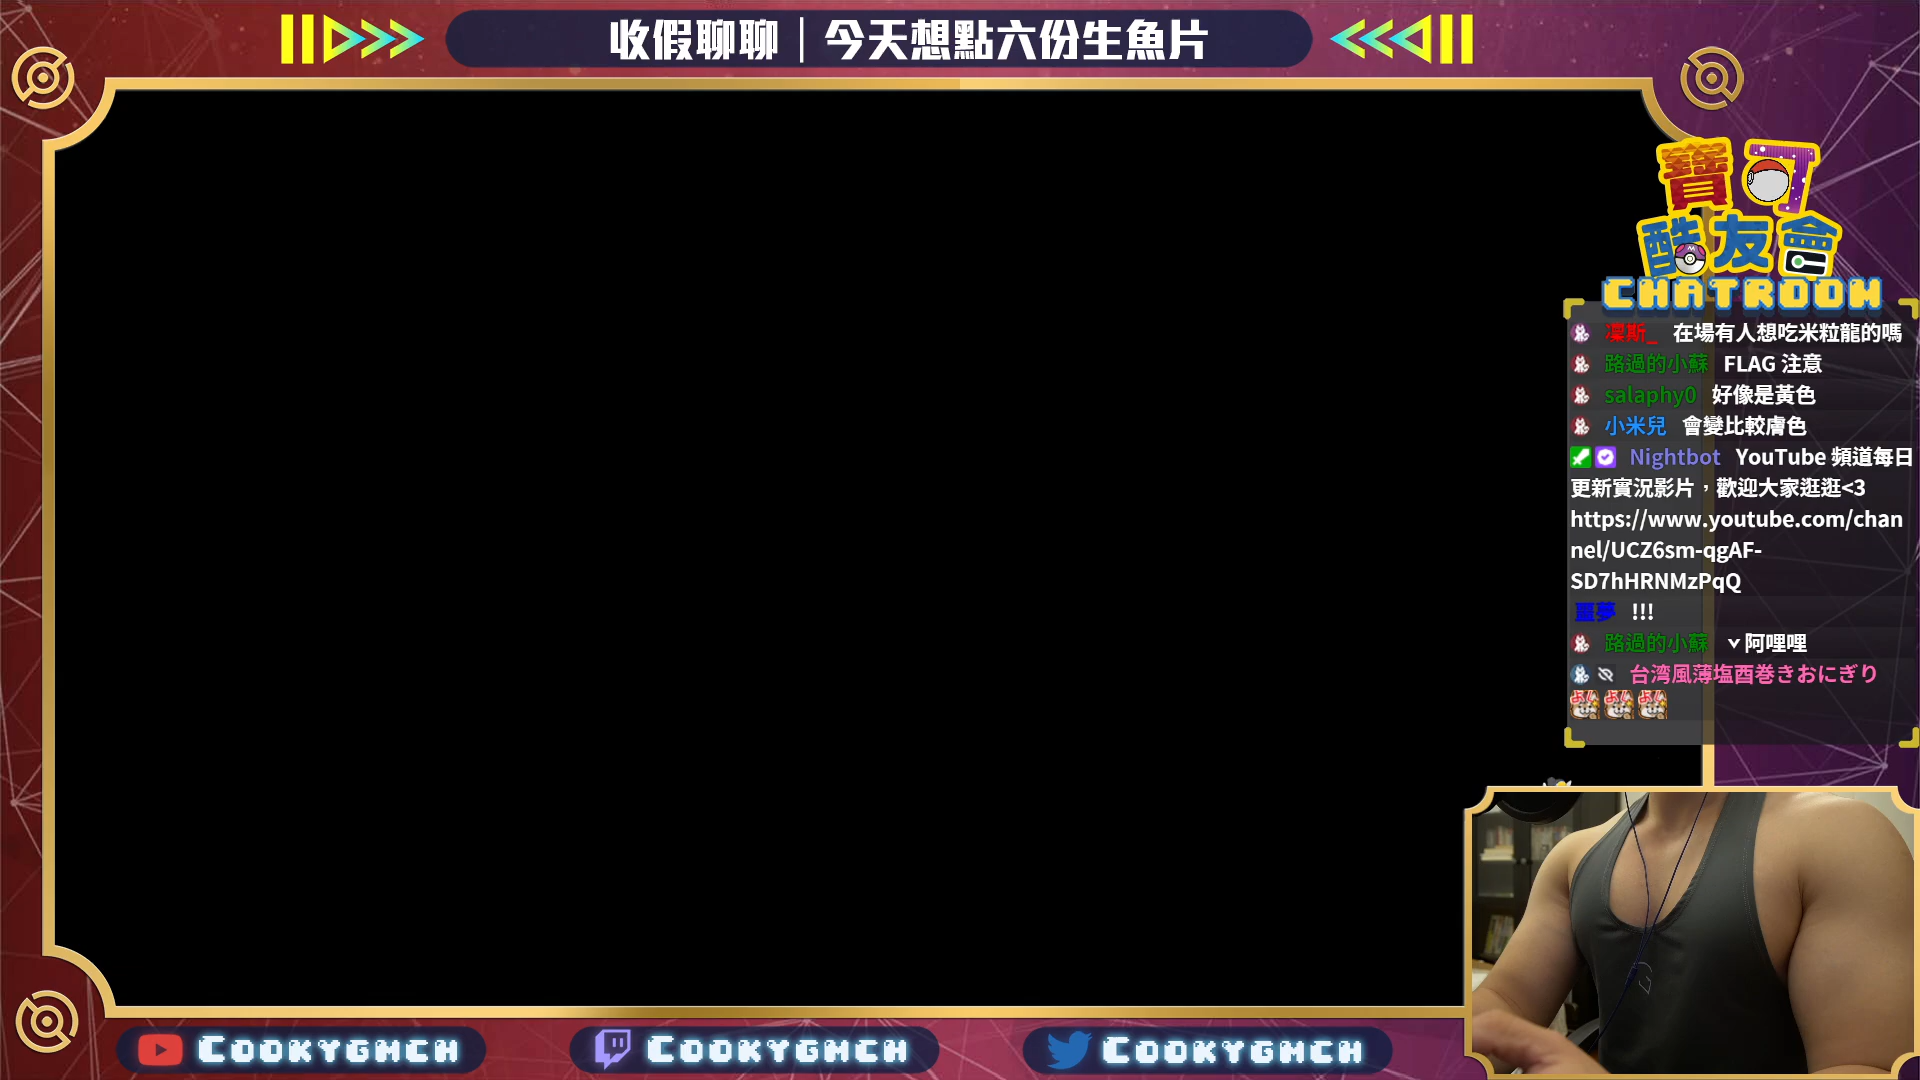 收假聊聊｜今天想點六份生魚片
寶可
酷友會
CHATROOM
凜斯_ 在場有人想吃米粒龍的嗎
路過的小蘇 FLAG 注意
salaphy0 好像是黃色
小米兒 會變比較膚色
Nightbot YouTube 頻道每日
更新實況影片，歡迎大家逛逛<3
https://www.youtube.com/chan
nel/UCZ6sm-qgAF-
SD7hHRNMzPqQ
噩夢 !!!
路過的小蘇 ˇ阿哩哩
台湾風薄塩酉巻きおにぎり
COOKYGMCH
COOKYGMCH
COOKYGMCH